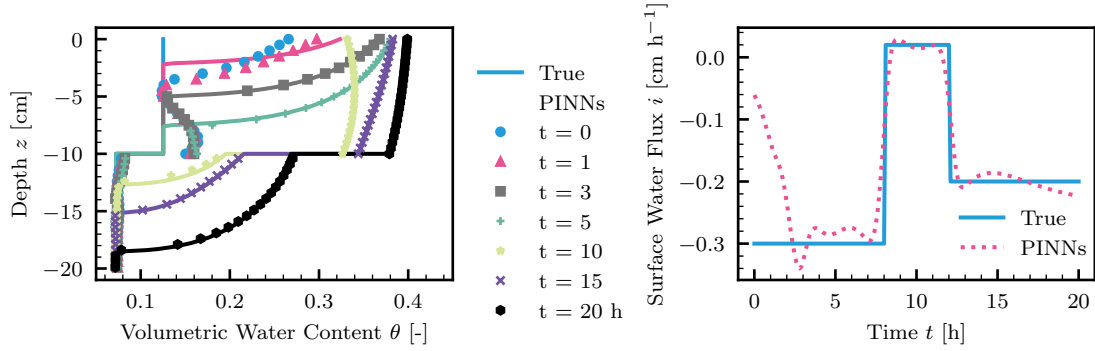 Depth z [cm]
0
−5
−10
−15
−20
0.1
0.2
0.3
0.4
Volumetric Water Content θ [-]
True
PINNs
t = 0
t = 1
t = 3
t = 5
t = 10
t = 15
t = 20 h
Surface Water Flux i [cm h⁻¹]
0.0
−0.1
−0.2
−0.3
0
5
10
15
20
Time t [h]
True
PINNs